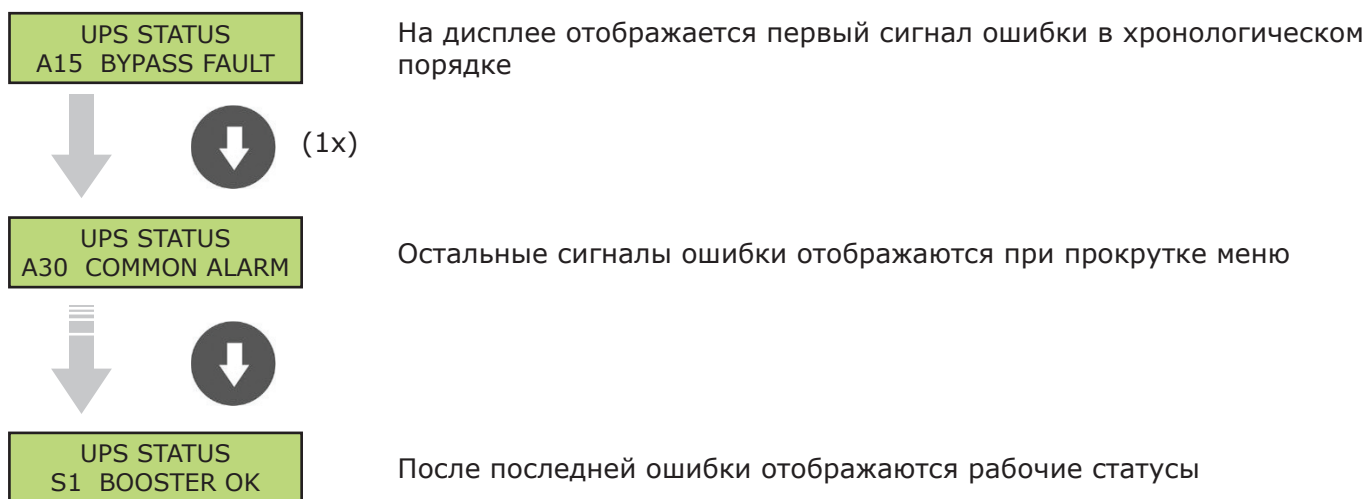 UPS STATUS
A15 BYPASS FAULT
На дисплее отображается первый сигнал ошибки в хронологическом
порядке
(1x)
UPS STATUS
A30 COMMON ALARM
Остальные сигналы ошибки отображаются при прокрутке меню
UPS STATUS
S1 BOOSTER OK
После последней ошибки отображаются рабочие статусы